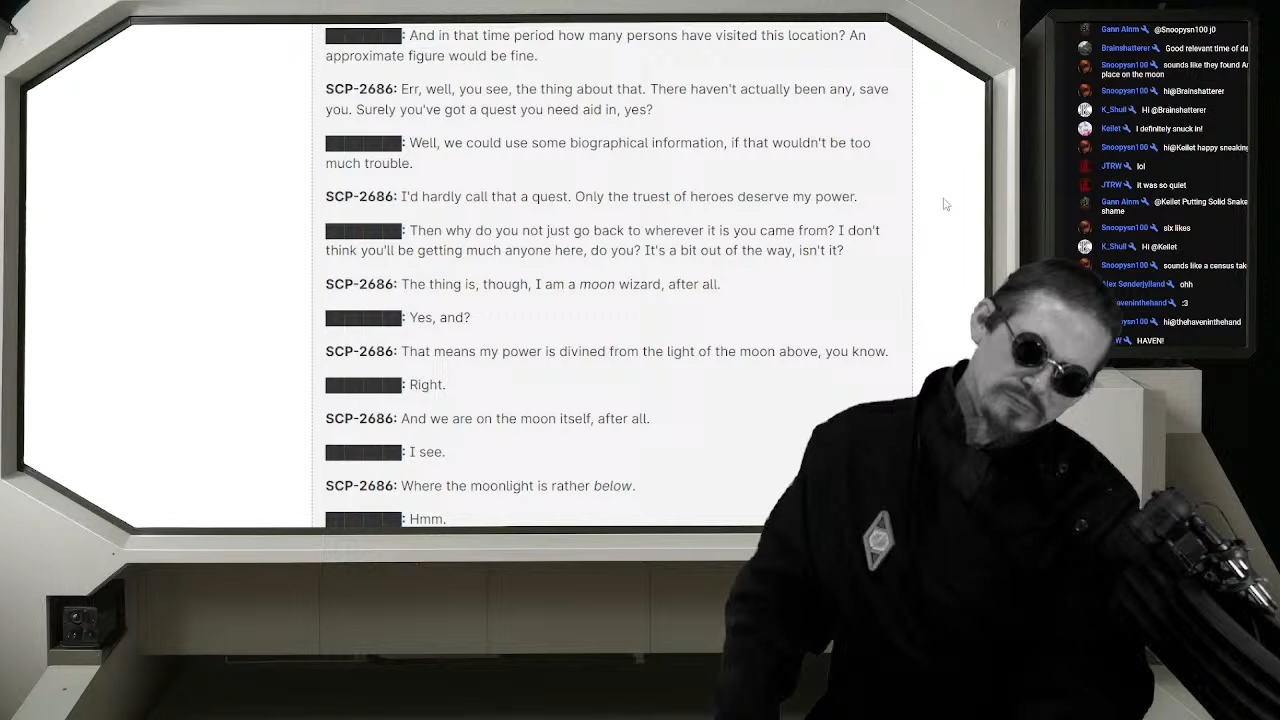 : And in that time period how many persons have visited this location? An
approximate figure would be fine.
SCP-2686: Err, well, you see, the thing about that. There haven't actually been any, save
you. Surely you've got a quest you need aid in, yes?
: Well, we could use some biographical information, if that wouldn't be too
much trouble.
SCP-2686: I'd hardly call that a quest. Only the truest of heroes deserve my power.
: Then why do you not just go back to wherever it is you came from? I don't
think you'll be getting much anyone here, do you? It's a bit out of the way, isn't it?
SCP-2686: The thing is, though, I am a moon wizard, after all.
: Yes, and?
SCP-2686: That means my power is divined from the light of the moon above, you know.
: Right.
SCP-2686: And we are on the moon itself, after all.
: I see.
SCP-2686: Where the moonlight is rather below.
: Hmm.
Gann Ainm @Snoopysn100 j0
Brainshatterer Good relevant time of da
Snoopysn100 sounds like they found
place on the moon
Snoopysn100 hi@Brainshatterer
K_Shull Hi @Brainshatterer
Keilet I definitely snuck in!
Snoopysn100 hi@Keilet happy sneaking
JTRW lol
JTRW it was so quiet
Gann Ainm @Keilet Putting Solid Snake
shame
Snoopysn100 six likes
K_Shull Hi @Keilet
Snoopysn100 sounds like a census tak
Alex Sønderjylland ohh
aveninthehand :3
ysn100 hi@thehaveninthehand
W HAVEN!